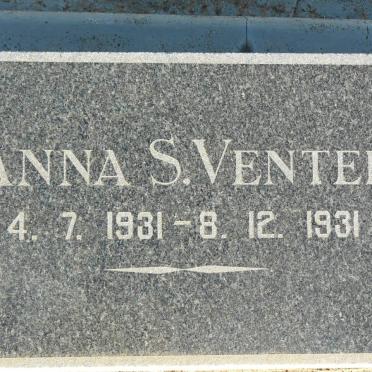 ANNA S. VENTE
4. 7. 1931 – 8. 12. 1931